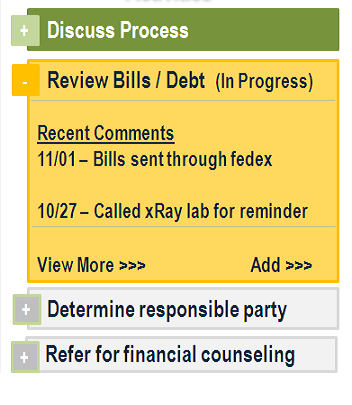 + Discuss Process
- Review Bills / Debt (In Progress)
Recent Comments
11/01 – Bills sent through fedex
10/27 – Called xRay lab for reminder
View More >>> Add >>>
+ Determine responsible party
+ Refer for financial counseling